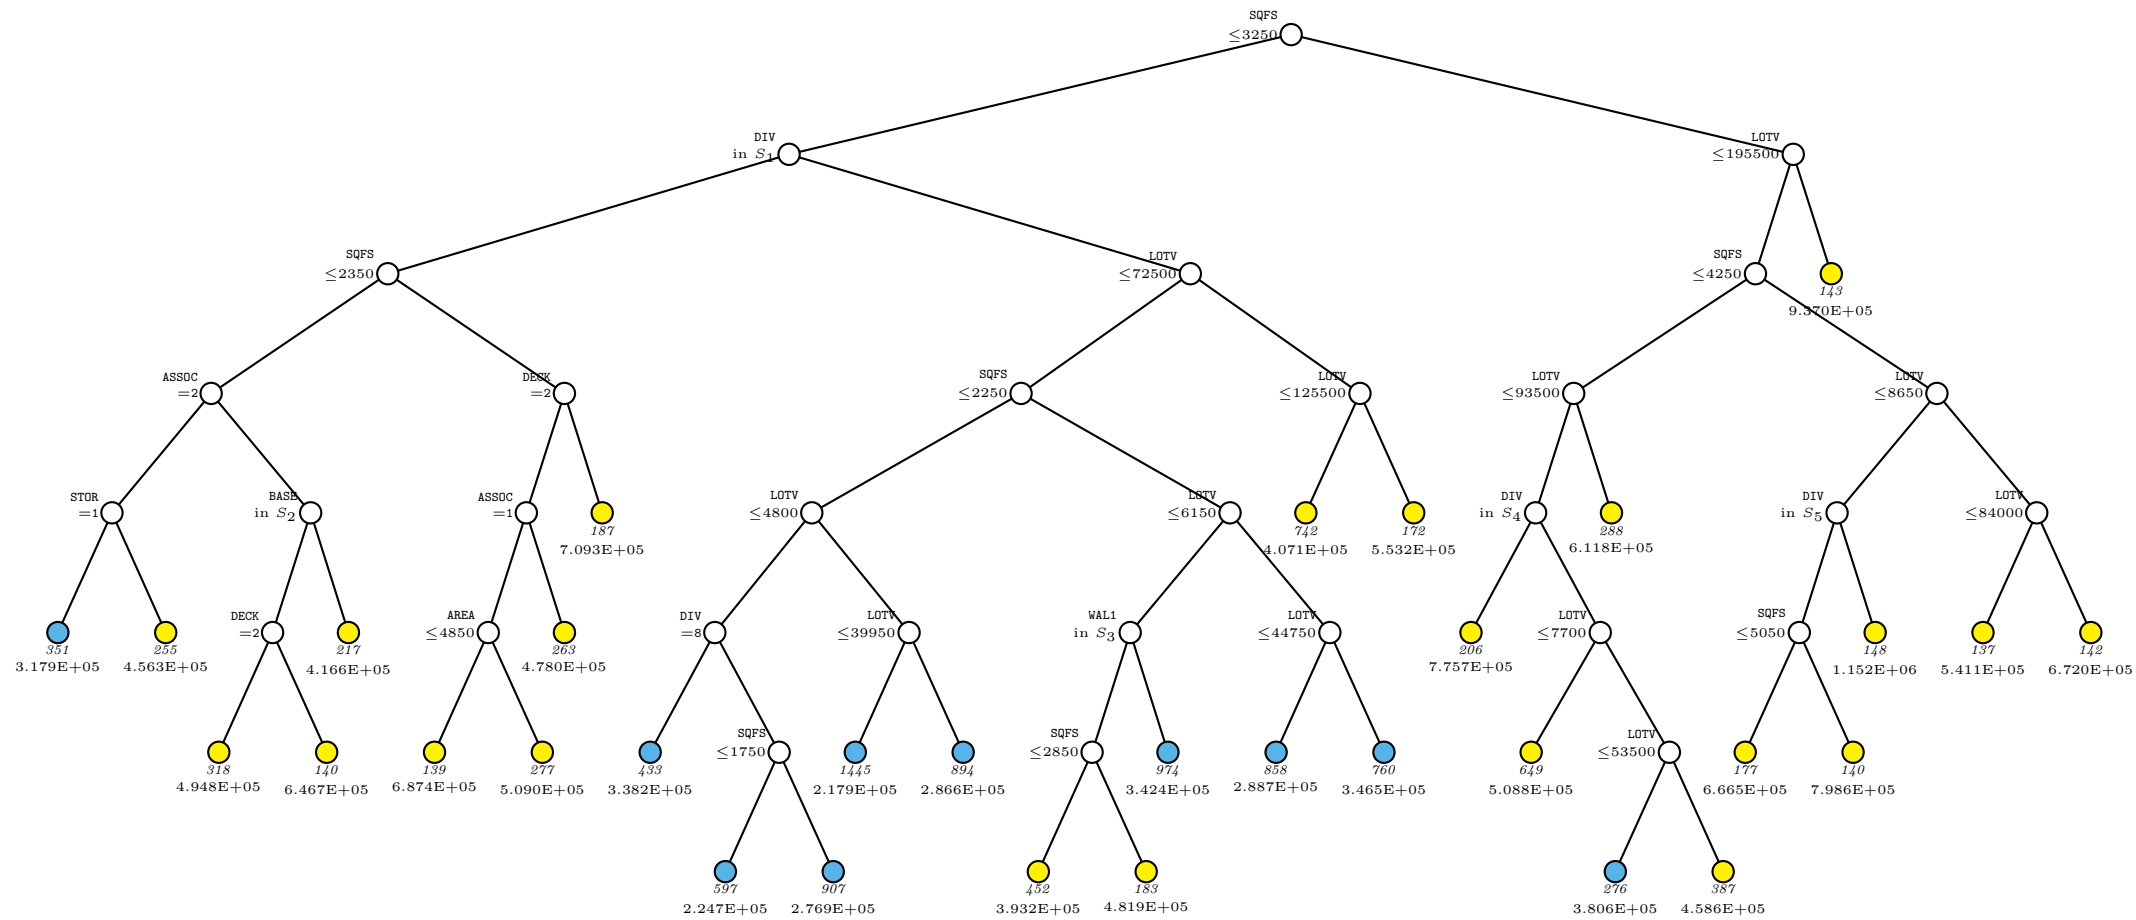 SQFS
≤3250
DIV
in S1
LOTV
≤195500
SQFS
≤2350
LOTV
≤72500
SQFS
≤4250
143
9.370E+05
ASSOC
=2
DECK
=2
SQFS
≤2250
LOTV
≤125500
LOTV
≤93500
LOTV
≤8650
STOR
=1
BASE
in S2
ASSOC
=1
187
7.093E+05
LOTV
≤4800
LOTV
≤6150
742
4.071E+05
172
5.532E+05
DIV
in S4
288
6.118E+05
DIV
in S5
LOTV
≤84000
351
3.179E+05
255
4.563E+05
DECK
=2
217
4.166E+05
AREA
≤4850
263
4.780E+05
DIV
=8
LOTV
≤39950
WAL1
in S3
LOTV
≤44750
206
7.757E+05
LOTV
≤7700
SQFS
≤5050
148
1.152E+06
137
5.411E+05
142
6.720E+05
318
4.948E+05
140
6.467E+05
139
6.874E+05
277
5.090E+05
433
3.382E+05
SQFS
≤1750
1445
2.179E+05
894
2.866E+05
SQFS
≤2850
974
3.424E+05
858
2.887E+05
760
3.465E+05
649
5.088E+05
LOTV
≤53500
177
6.665E+05
140
7.986E+05
597
2.247E+05
907
2.769E+05
452
3.932E+05
183
4.819E+05
276
3.806E+05
387
4.586E+05